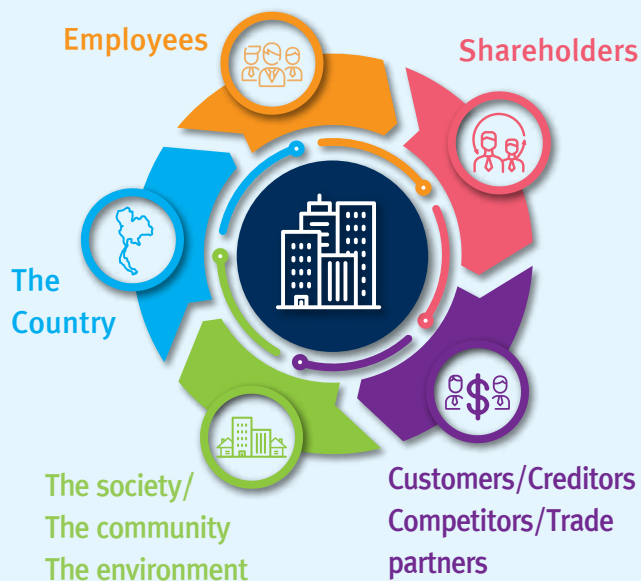 Employees
Shareholders
The
Country
$
The society/
The community
The environment
Customers/Creditors
Competitors/Trade
partners